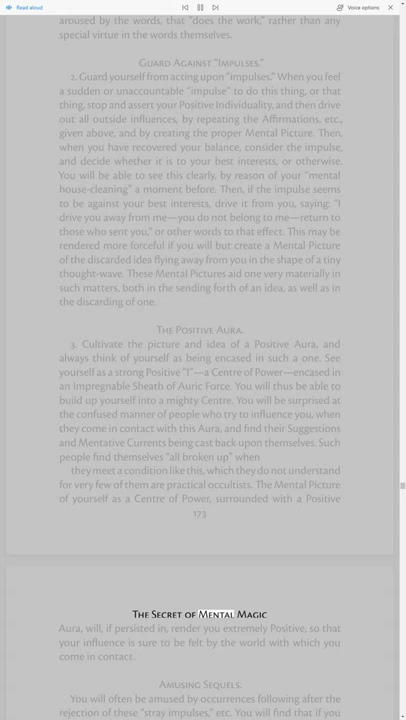 Read aloud
Voice options
aroused by the words, that "does the work," rather than any
special virtue in the words themselves.
Guard Against "Impulses."
2. Guard yourself from acting upon "impulses." When you feel
a sudden or unaccountable "impulse" to do this thing, or that
thing, stop and assert your Positive Individuality, and then drive
out all outside influences, by repeating the Affirmations, etc.,
given above, and by creating the proper Mental Picture. Then,
when you have recovered your balance, consider the impulse,
and decide whether it is to your best interests, or otherwise.
You will be able to see this clearly, by reason of your "mental
house-cleaning" a moment before. Then, if the impulse seems
to be against your best interests, drive it from you, saying: "I
drive you away from me—you do not belong to me—return to
those who sent you," or other words to that effect. This may be
rendered more forceful if you will but create a Mental Picture
of the discarded idea flying away from you in the shape of a tiny
thought-wave. These Mental Pictures aid one very materially in
such matters, both in the sending forth of an idea, as well as in
the discarding of one.
The Positive Aura.
3. Cultivate the picture and idea of a Positive Aura, and
always think of yourself as being encased in such a one. See
yourself as a strong Positive "I"—a Centre of Power—encased in
an Impregnable Sheath of Auric Force. You will thus be able to
build up yourself into a mighty Centre. You will be surprised at
the confused manner of people who try to influence you, when
they come in contact with this Aura, and find their Suggestions
and Mentative Currents being cast back upon themselves. Such
people find themselves "all broken up" when
they meet a condition like this, which they do not understand
for very few of them are practical occultists. The Mental Picture
of yourself as a Centre of Power, surrounded with a Positive
173
The Secret of Mental Magic
Aura, will, if persisted in, render you extremely Positive, so that
your influence is sure to be felt by the world with which you
come in contact.
Amusing Sequels.
You will often be amused by occurrences following after the
rejection of these "stray impulses," etc. You will find that if you